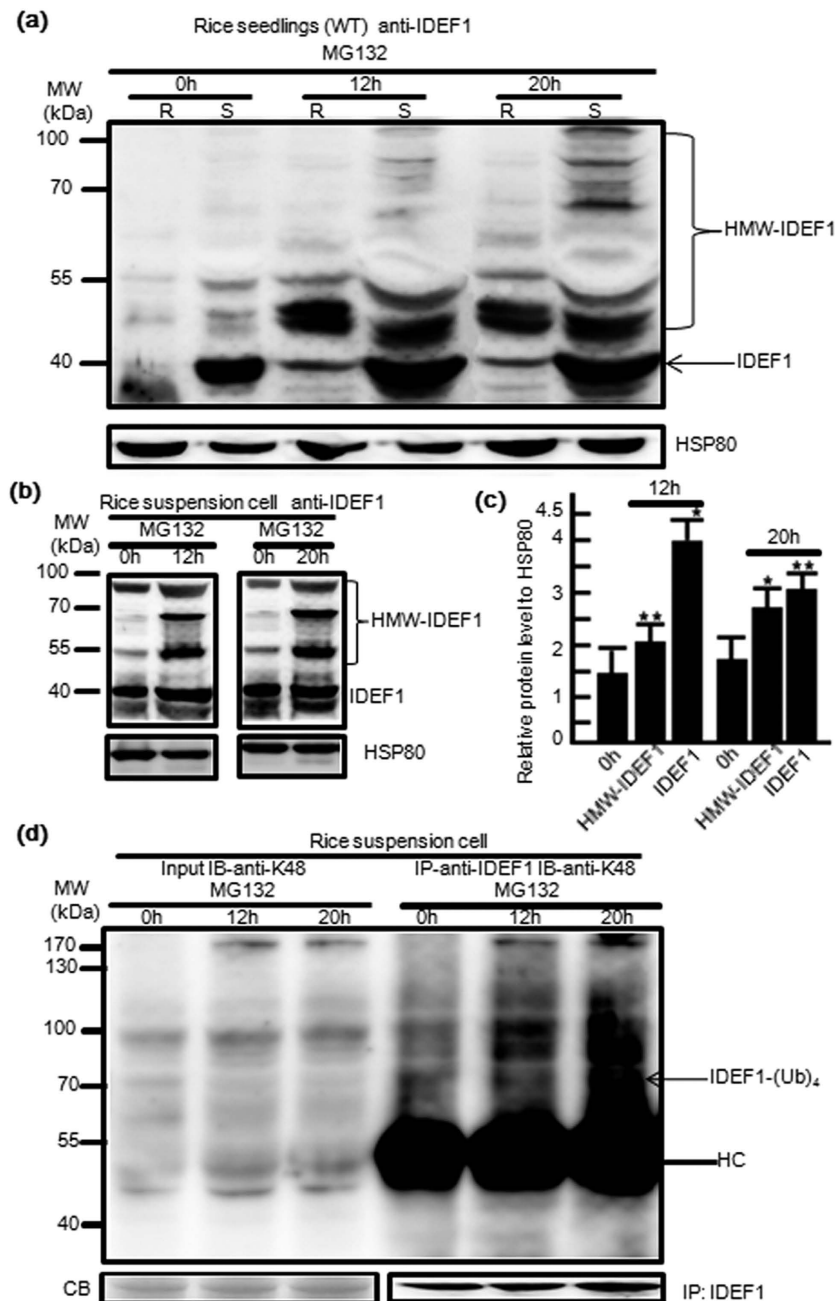 (a)
Rice seedlings (WT) anti-IDEF1
MG132
MW
(kDa)
0h 12h 20h
R S R S R S
100
70
55
40
HMW-IDEF1
IDEF1
HSP80
(b)
Rice suspension cell anti-IDEF1
MW
(kDa)
MG132 MG132
0h 12h 0h 20h
100
70
55
40
HMW-IDEF1
IDEF1
HSP80
(c)
Relative protein level to HSP80
4.5
4
3
2
1
0
12h
20h
* ** * **
0h HMW-IDEF1 IDEF1 0h HMW-IDEF1 IDEF1
(d)
Rice suspension cell
Input IB-anti-K48 IP-anti-IDEF1 IB-anti-K48
MG132 MG132
MW
(kDa)
0h 12h 20h 0h 12h 20h
170
130
100
70
55
40
IDEF1-(Ub)₄
HC
CB
IP: IDEF1